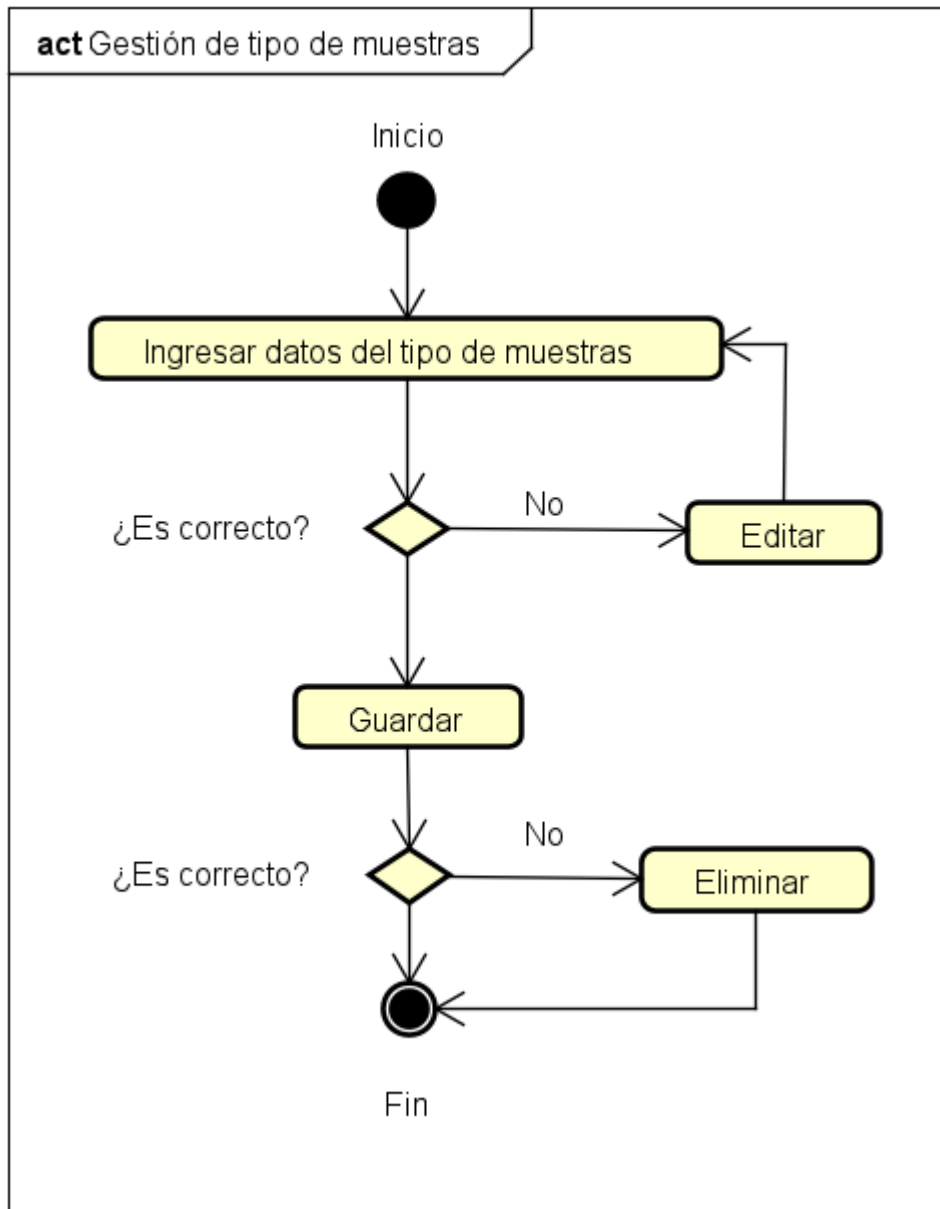 act Gestión de tipo de muestras
Inicio
Ingresar datos del tipo de muestras
¿Es correcto?
No
Editar
Guardar
¿Es correcto?
No
Eliminar
Fin